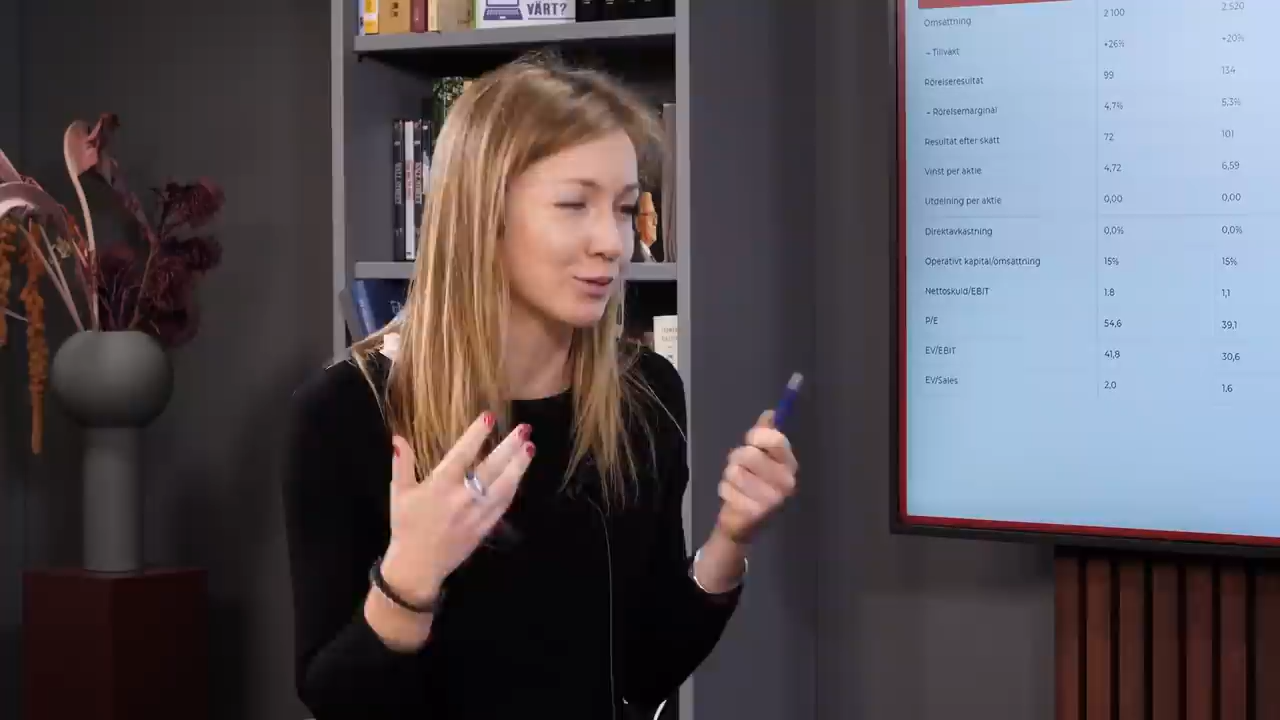 VÄRT?
Omsättning 2 100 2.520
- Tillväxt +26% +20%
Rörelseresultat 99 134
- Rörelsemarginal 4,7% 5,3%
Resultat efter skatt 72 101
Vinst per aktie 4,72 6,59
Utdelning per aktie 0,00 0,00
Direktavkastning 0,0% 0,0%
Operativt kapital/omsättning 15% 15%
Nettoskuld/EBIT 1,8 1,1
P/E 54,6 39,1
EV/EBIT 41,8 30,6
EV/Sales 2,0 1,6